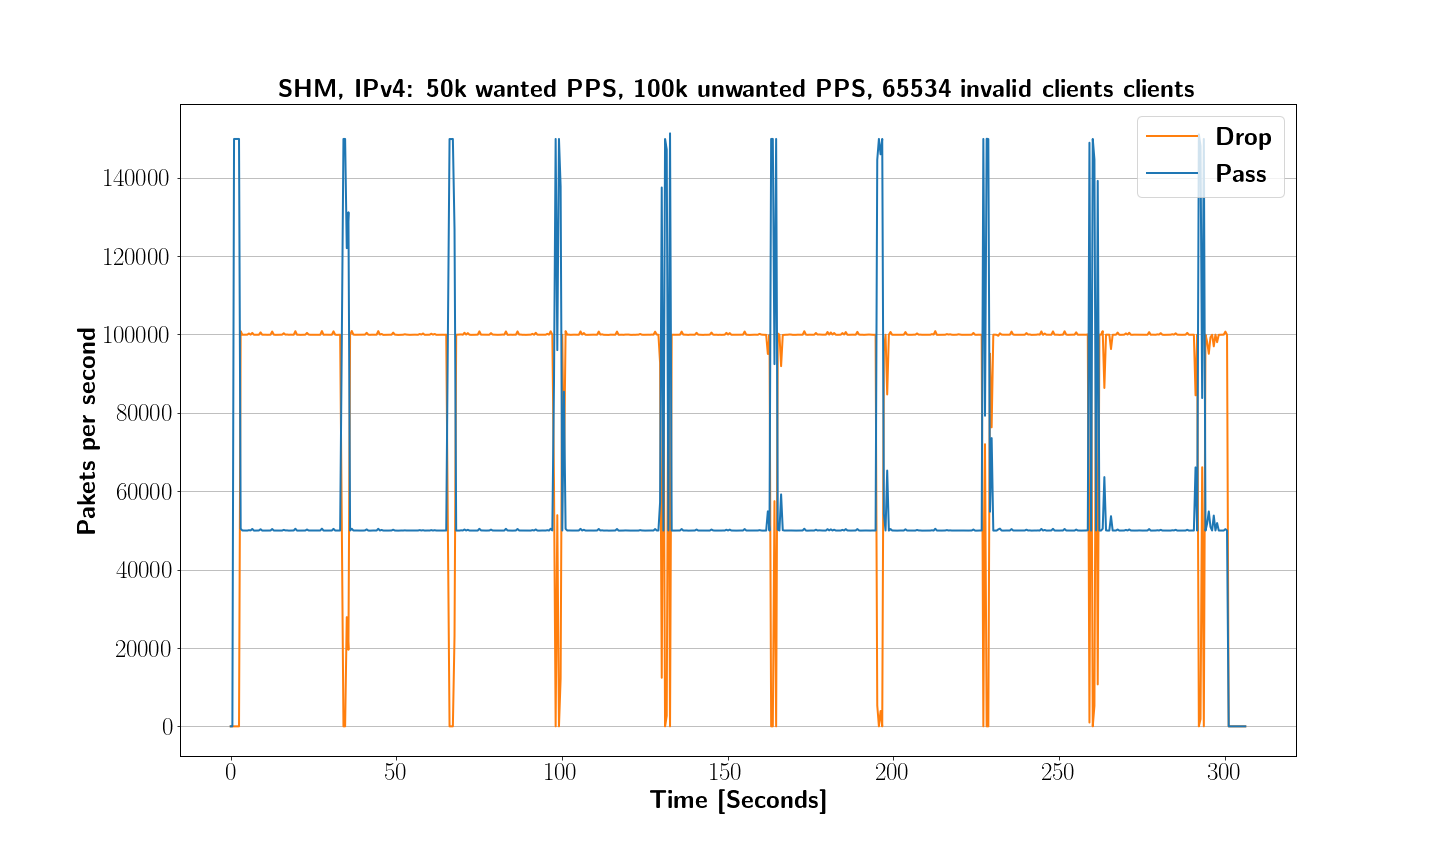 SHM, IPv4: 50k wanted PPS, 100k unwanted PPS, 65534 invalid clients clients
Drop
Pass
140000
120000
100000
80000
60000
40000
20000
0
Pakets per second
0 50 100 150 200 250 300
Time [Seconds]